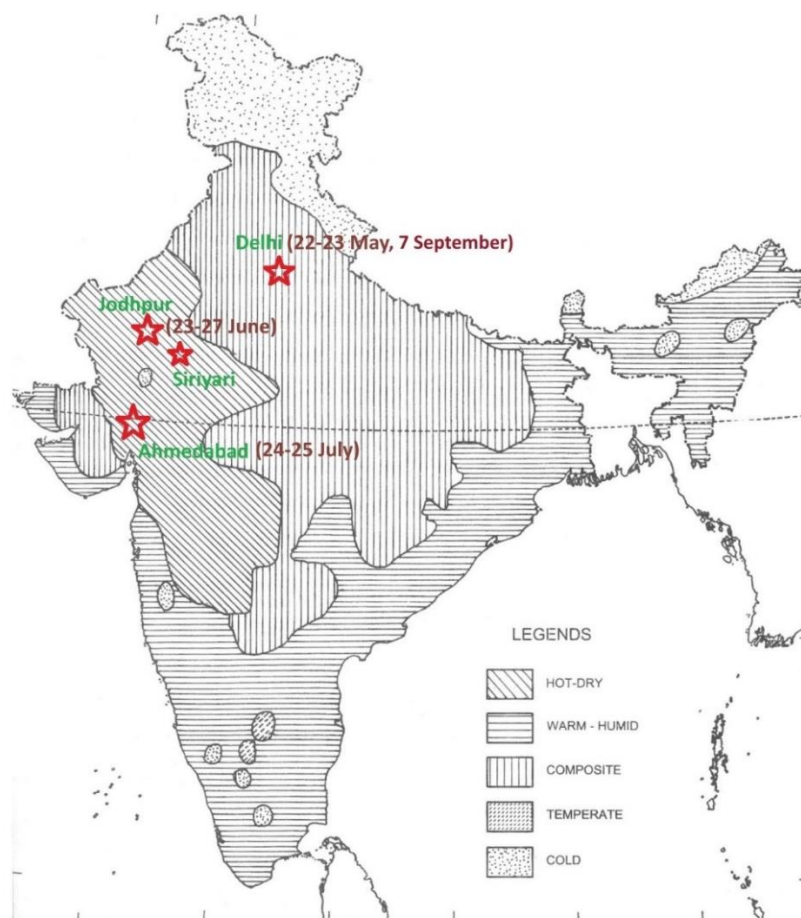 Delhi (22-23 May, 7 September)
Jodhpur
(23-27 June)
Siriyari
Ahmedabad (24-25 July)
LEGENDS
HOT-DRY
WARM - HUMID
COMPOSITE
TEMPERATE
COLD